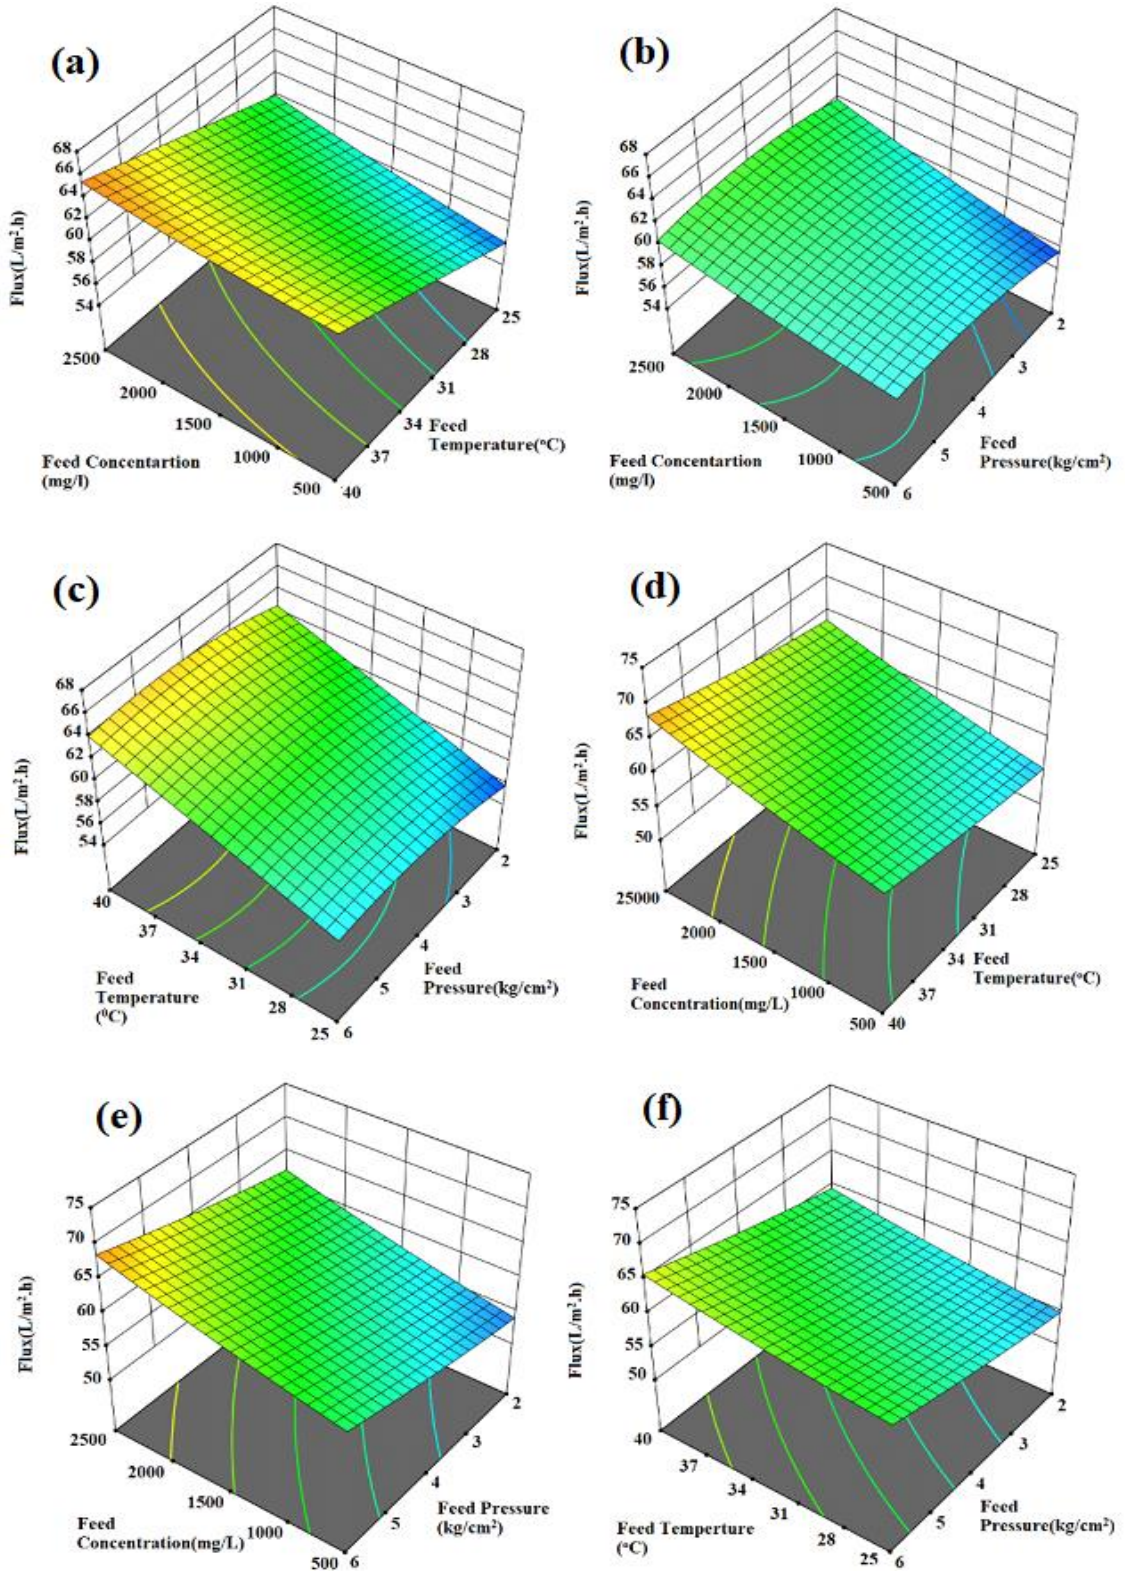 (a)
68
66
64
62
60
58
56
54
Flux(L/m².h)
2500
2000
1500
1000
500
Feed Concentartion
(mg/l)
25
28
31
34
37
40
Feed
Temperature(°C)
(b)
68
66
64
62
60
58
56
54
Flux(L/m².h)
2500
2000
1500
1000
500
Feed Concentartion
(mg/l)
2
3
4
5
6
Feed
Pressure(kg/cm²)
(c)
68
66
64
62
60
58
56
54
Flux(L/m².h)
40
37
34
31
28
25
Feed
Temperature
(⁰C)
2
3
4
5
6
Feed
Pressure(kg/cm²)
(d)
75
70
65
60
55
50
Flux(L/m².h)
25000
2000
1500
1000
500
Feed
Concentration(mg/L)
25
28
31
34
37
40
Feed
Temperature(°C)
(e)
75
70
65
60
55
50
Flux(L/m².h)
2500
2000
1500
1000
500
Feed
Concentration(mg/L)
2
3
4
5
6
Feed Pressure
(kg/cm²)
(f)
75
70
65
60
55
50
Flux(L/m².h)
40
37
34
31
28
25
Feed Temperture
(°C)
2
3
4
5
6
Feed
Pressure(kg/cm²)